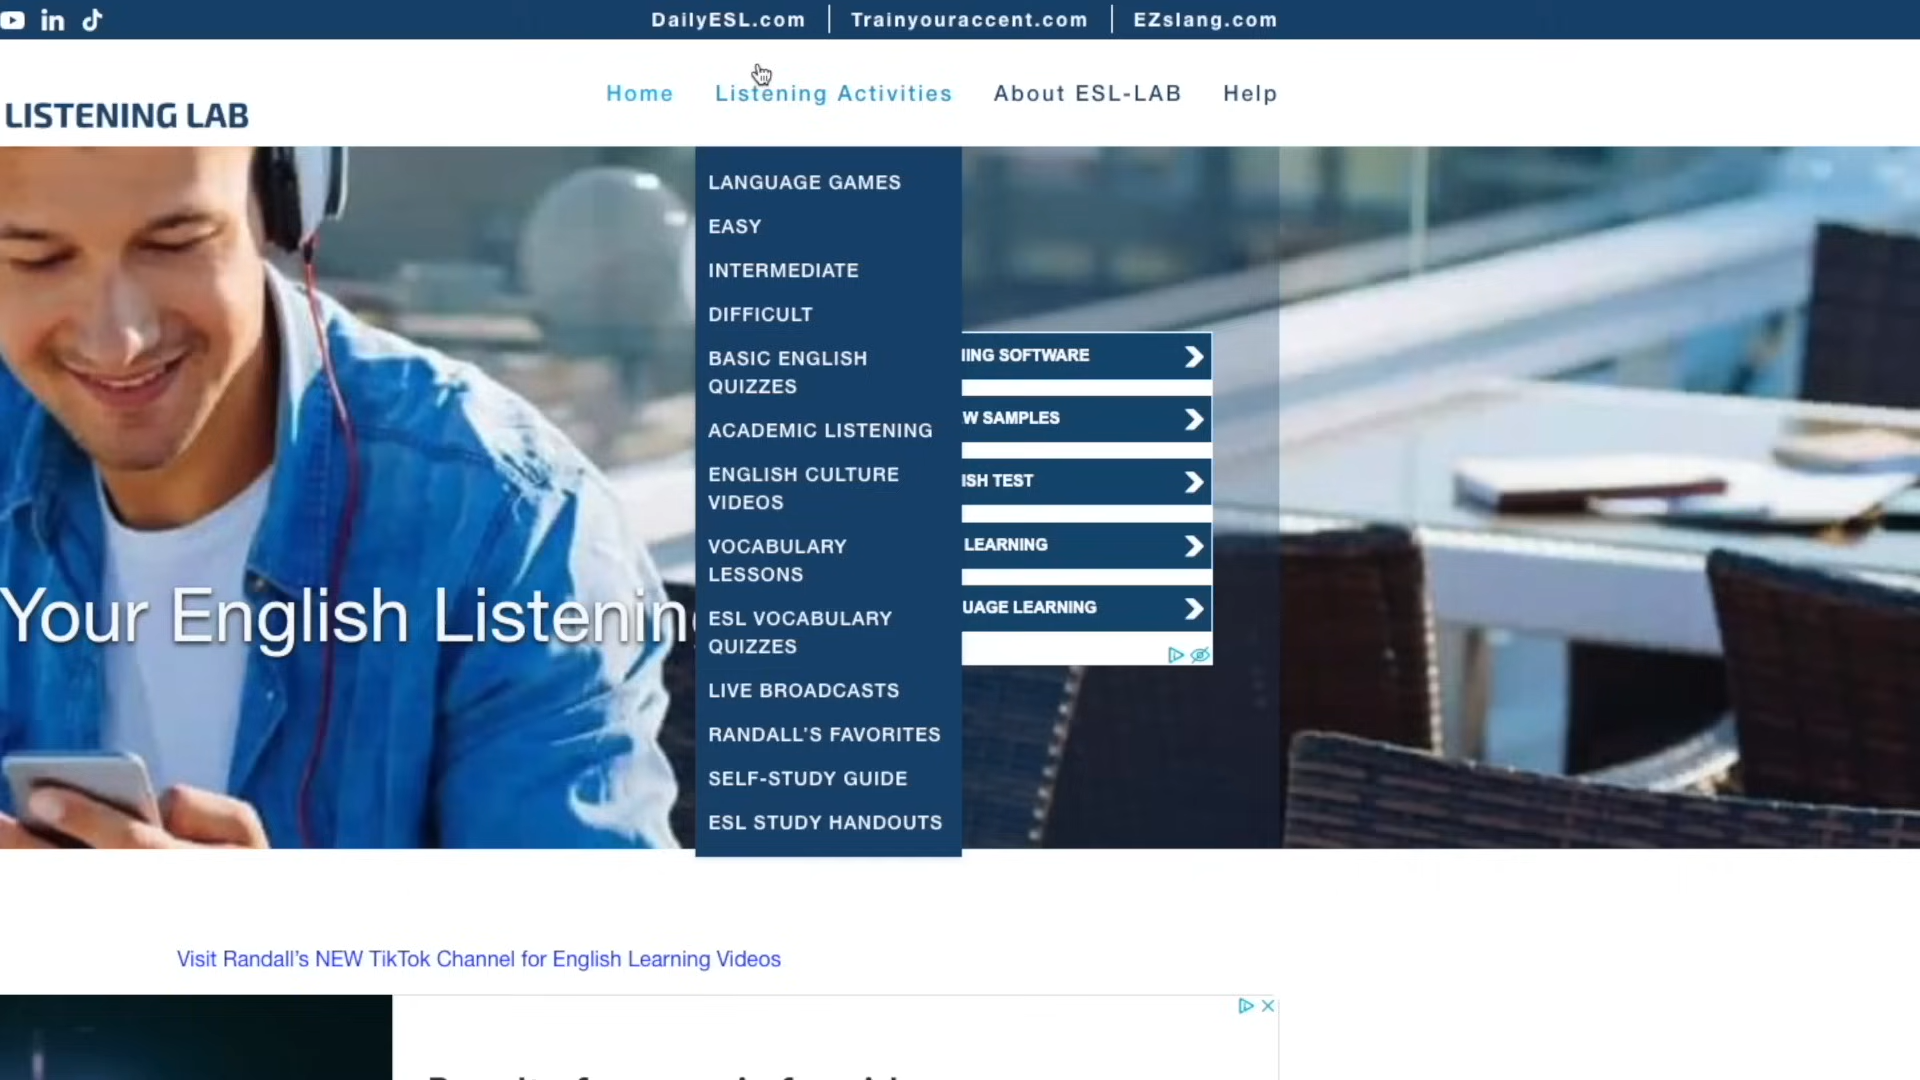 DailyESL.com | Trainyouraccent.com | EZslang.com
Home Listening Activities About ESL-LAB Help
LISTENING LAB
LANGUAGE GAMES
EASY
INTERMEDIATE
DIFFICULT
BASIC ENGLISH
QUIZZES
ACADEMIC LISTENING
ENGLISH CULTURE
VIDEOS
VOCABULARY
LESSONS
ESL VOCABULARY
QUIZZES
LIVE BROADCASTS
RANDALL'S FAVORITES
SELF-STUDY GUIDE
ESL STUDY HANDOUTS
ING SOFTWARE
W SAMPLES
ISH TEST
LEARNING
UAGE LEARNING
Your English Listening
Visit Randall's NEW TikTok Channel for English Learning Videos